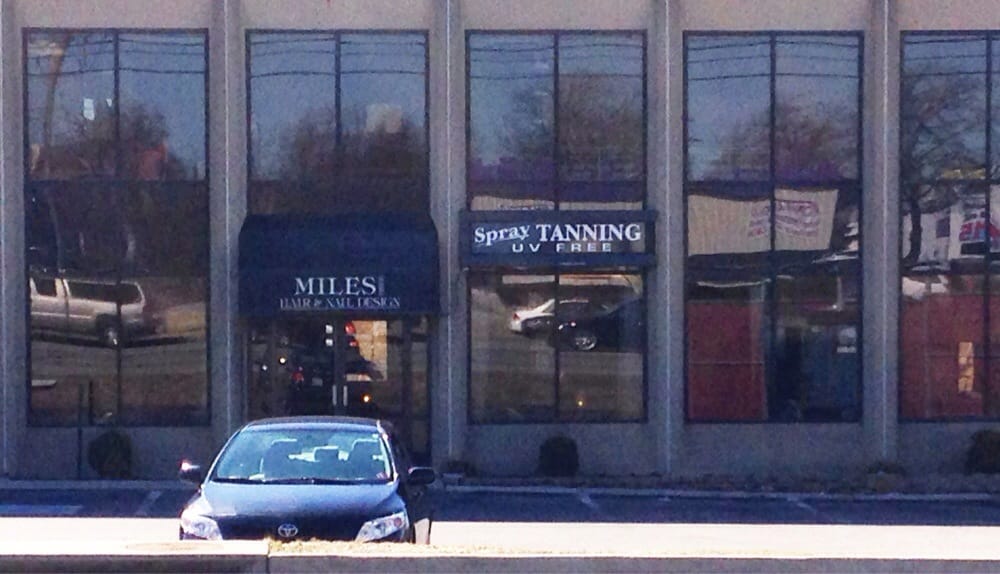 MILES
HAIR & NAIL DESIGN
Spray TANNING
UV FREE